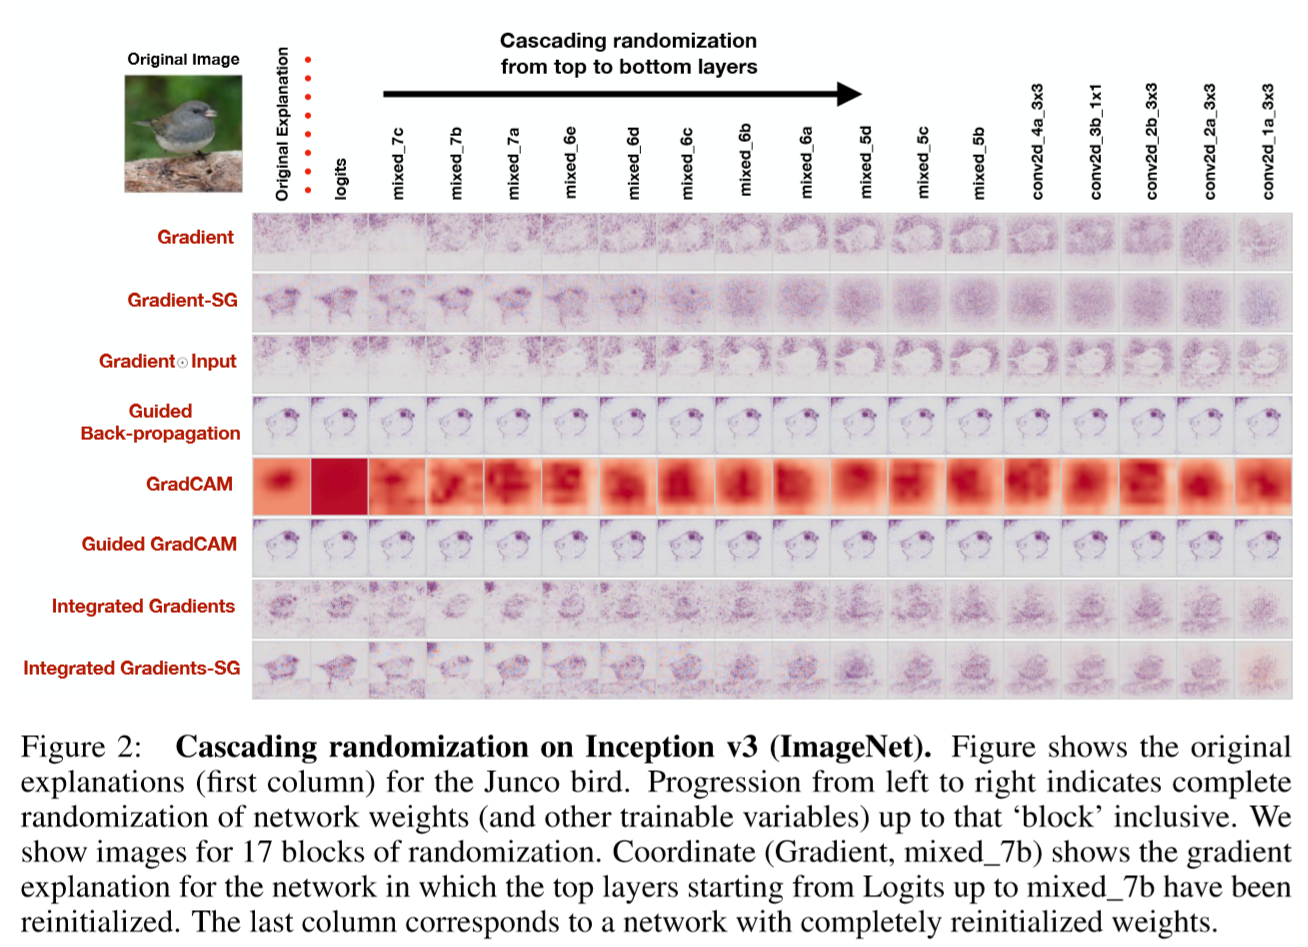 Original Image
Cascading randomization
from top to bottom layers
Original Explanation
logits
mixed_7c
mixed_7b
mixed_7a
mixed_6e
mixed_6d
mixed_6c
mixed_6b
mixed_6a
mixed_5d
mixed_5c
mixed_5b
conv2d_4a_3x3
conv2d_3b_1x1
conv2d_2b_3x3
conv2d_2a_3x3
conv2d_1a_3x3
Gradient
Gradient-SG
Gradient⊙Input
Guided
Back-propagation
GradCAM
Guided GradCAM
Integrated Gradients
Integrated Gradients-SG
Figure 2: Cascading randomization on Inception v3 (ImageNet). Figure shows the original
explanations (first column) for the Junco bird. Progression from left to right indicates complete
randomization of network weights (and other trainable variables) up to that ‘block’ inclusive. We
show images for 17 blocks of randomization. Coordinate (Gradient, mixed_7b) shows the gradient
explanation for the network in which the top layers starting from Logits up to mixed_7b have been
reinitialized. The last column corresponds to a network with completely reinitialized weights.